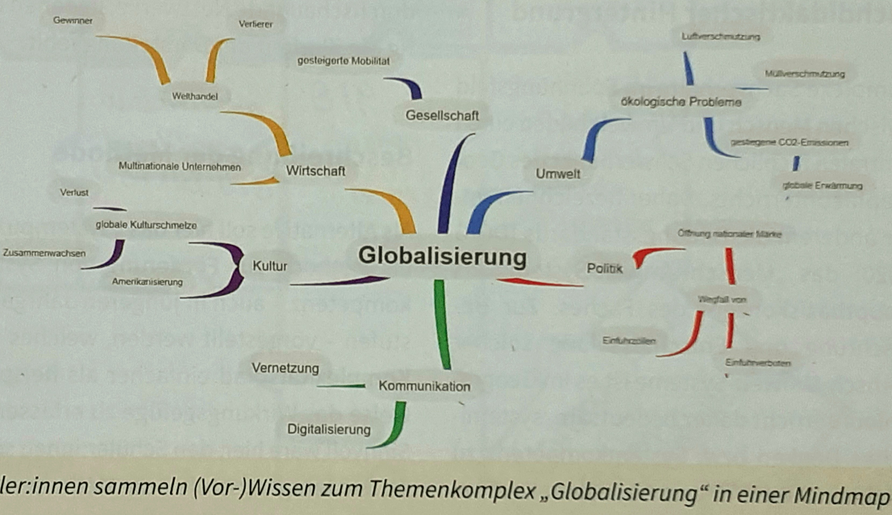 Gewinner
Verlierer
Welthandel
Multinationale Unternehmen
Wirtschaft
gosteigerte Mobilität
Gesellschaft
Luftverschmutzung
Müllverschmutzung
ökologische Probleme
gestiegene CO2-Emissionen
globale Erwärmung
Umwelt
Verlust
globale Kulturschmelze
Zusammenwachsen
Amerikanisierung
Kultur
Globalisierung
Politik
Öffnung nationaler Märke
Wegfall von
Einfuhrzöllen
Einfuhrverboten
Vernetzung
Kommunikation
Digitalisierung
ler:innen sammeln (Vor-)Wissen zum Themenkomplex „Globalisierung“ in einer Mindmap